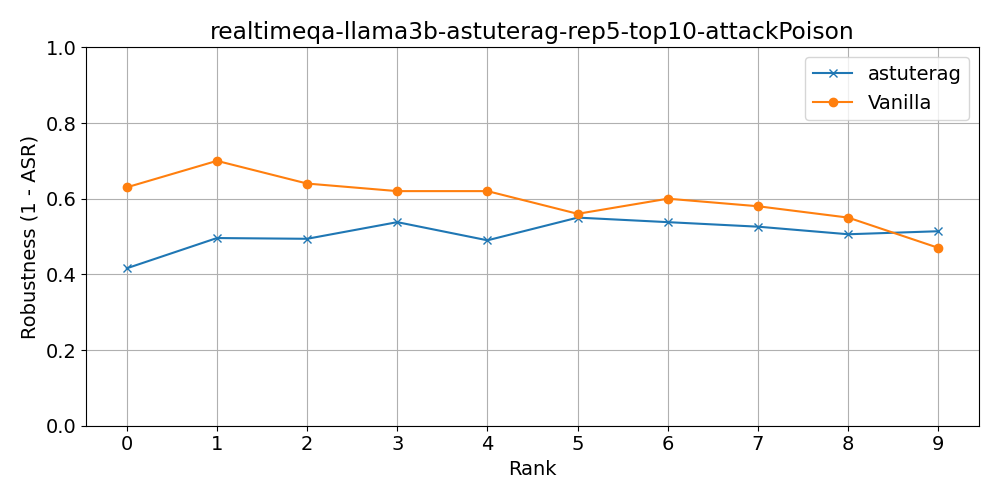 realtimeqa-llama3b-astuterag-rep5-top10-attackPoison
astuterag
Vanilla
Robustness (1 - ASR)
1.0
0.8
0.6
0.4
0.2
0.0
0 1 2 3 4 5 6 7 8 9
Rank